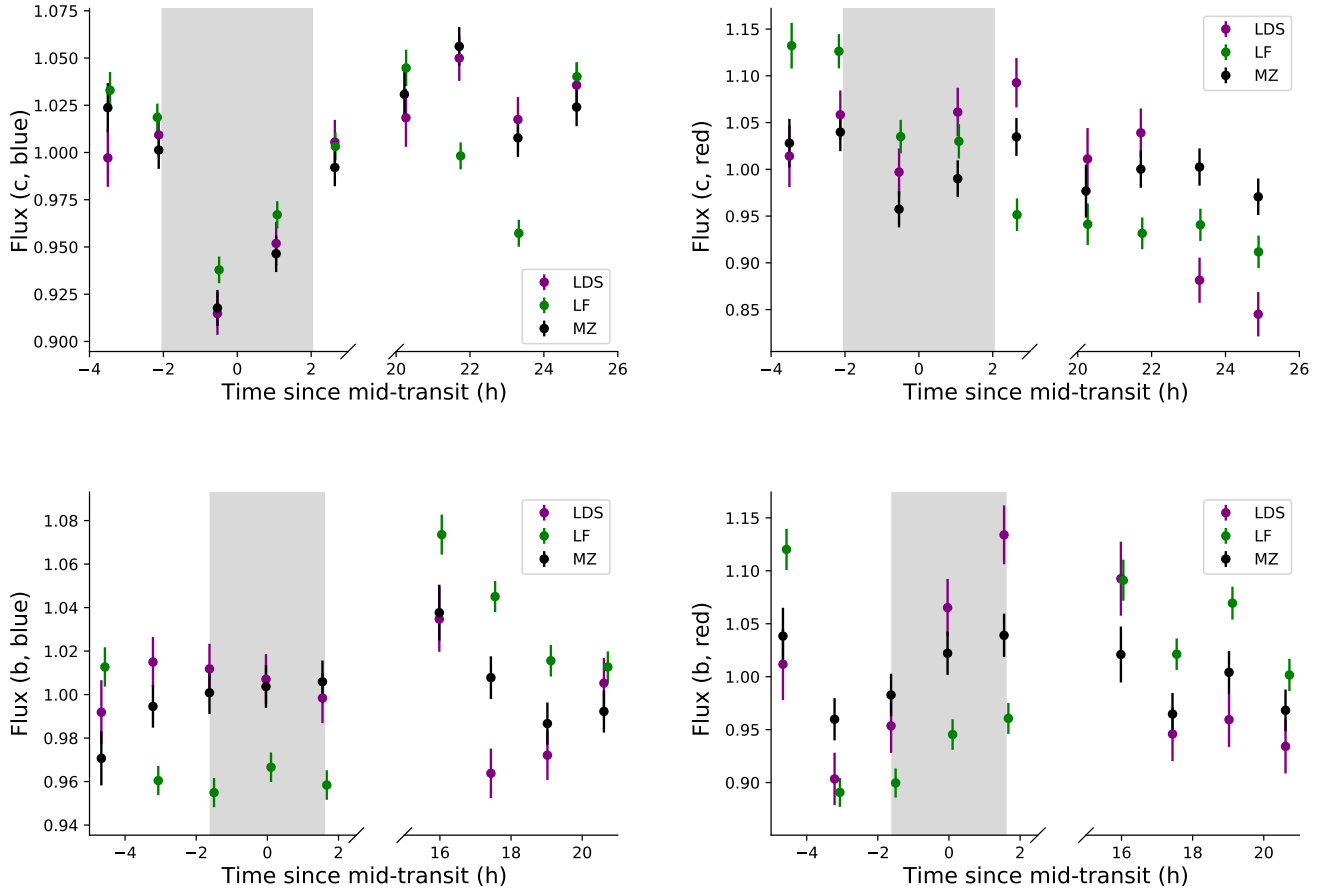 Flux (c, blue)
1.075
1.050
1.025
1.000
0.975
0.950
0.925
0.900
LDS
LF
MZ
−4 −2 0 2 20 22 24 26
Time since mid-transit (h)
Flux (c, red)
1.15
1.10
1.05
1.00
0.95
0.90
0.85
LDS
LF
MZ
−4 −2 0 2 20 22 24 26
Time since mid-transit (h)
Flux (b, blue)
1.08
1.06
1.04
1.02
1.00
0.98
0.96
0.94
LDS
LF
MZ
−4 −2 0 2 16 18 20
Time since mid-transit (h)
Flux (b, red)
1.15
1.10
1.05
1.00
0.95
0.90
LDS
LF
MZ
−4 −2 0 2 16 18 20
Time since mid-transit (h)